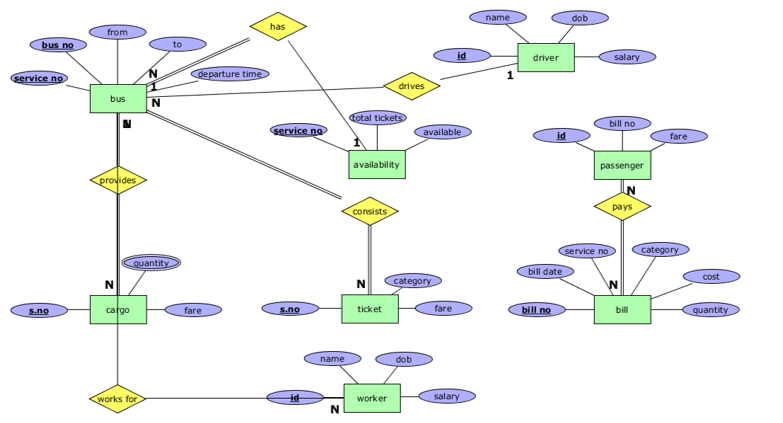 name
dob
has
from
bus no
to
id
driver
salary
service no
N
1
departure time
1
bus
N
drives
total tickets
service no
available
N
1
availability
bill no
id
fare
passenger
provides
N
pays
consists
quantity
service no
category
bill date
cost
N
N
category
N
s.no
cargo
fare
s.no
ticket
fare
bill no
bill
quantity
name
dob
works for
id
worker
salary
N